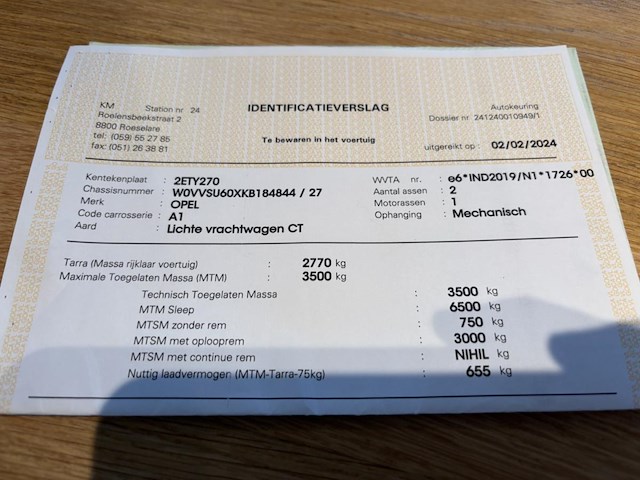 KM Station nr 24 IDENTIFICATIEVERSLAG Autokeuring
Roelensbeekstraat 2 Dossier nr 241240010949/1
8800 Roeselare
tel: (059) 55 27 85 Te bewaren in het voertuig
fax: (051) 26 38 81 uitgereikt op : 02/02/2024
Kentekenplaat : 2ETY270 WVTA nr. : e6*IND2019/N1*1726*00
Chassisnummer : W0VVSU60XKB184844 / 27 Aantal assen : 2
Merk : OPEL Motorassen : 1
Code carrosserie : A1 Ophanging : Mechanisch
Aard : Lichte vrachtwagen CT
Tarra (Massa rijklaar voertuig) : 2770 kg
Maximale Toegelaten Massa (MTM) : 3500 kg
Technisch Toegelaten Massa : 3500 kg
MTM Sleep : 6500 kg
MTSM zonder rem : 750 kg
MTSM met oplooprem : 3000 kg
MTSM met continue rem : NIHIL kg
Nuttig laadvermogen (MTM-Tarra-75kg) : 655 kg